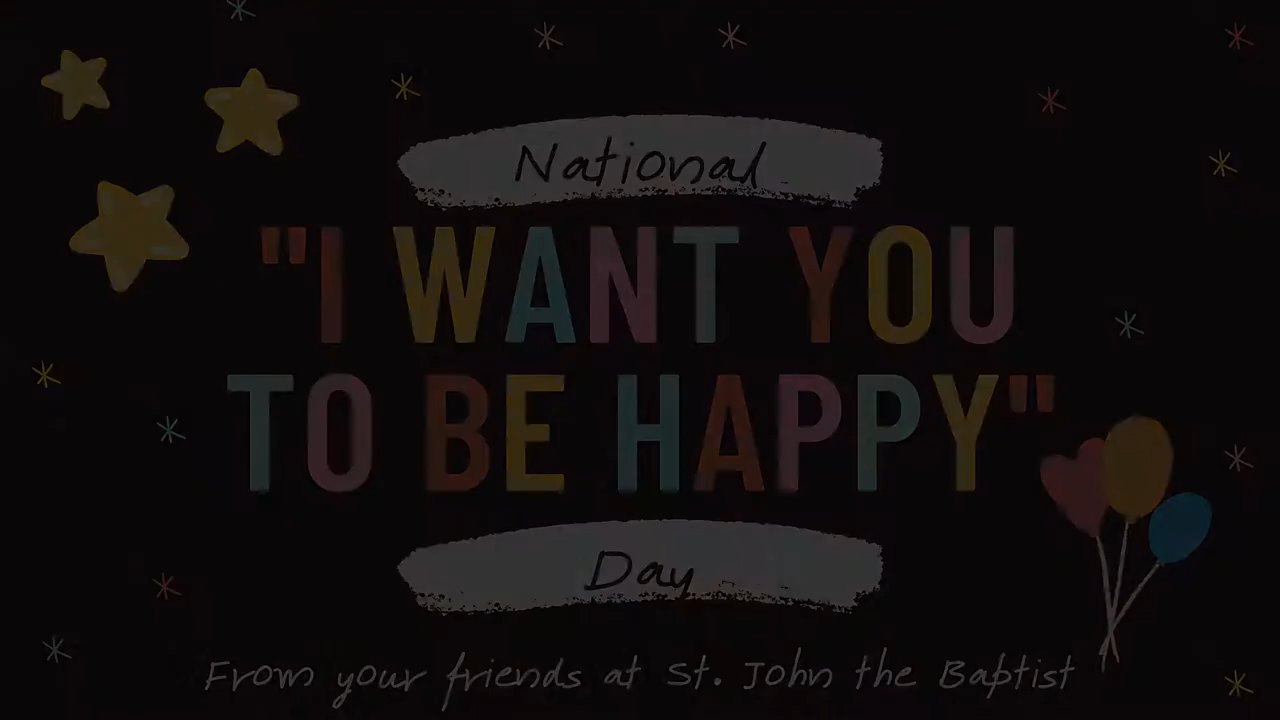 National
"I WANT YOU
TO BE HAPPY"
Day
From your friends at St. John the Baptist